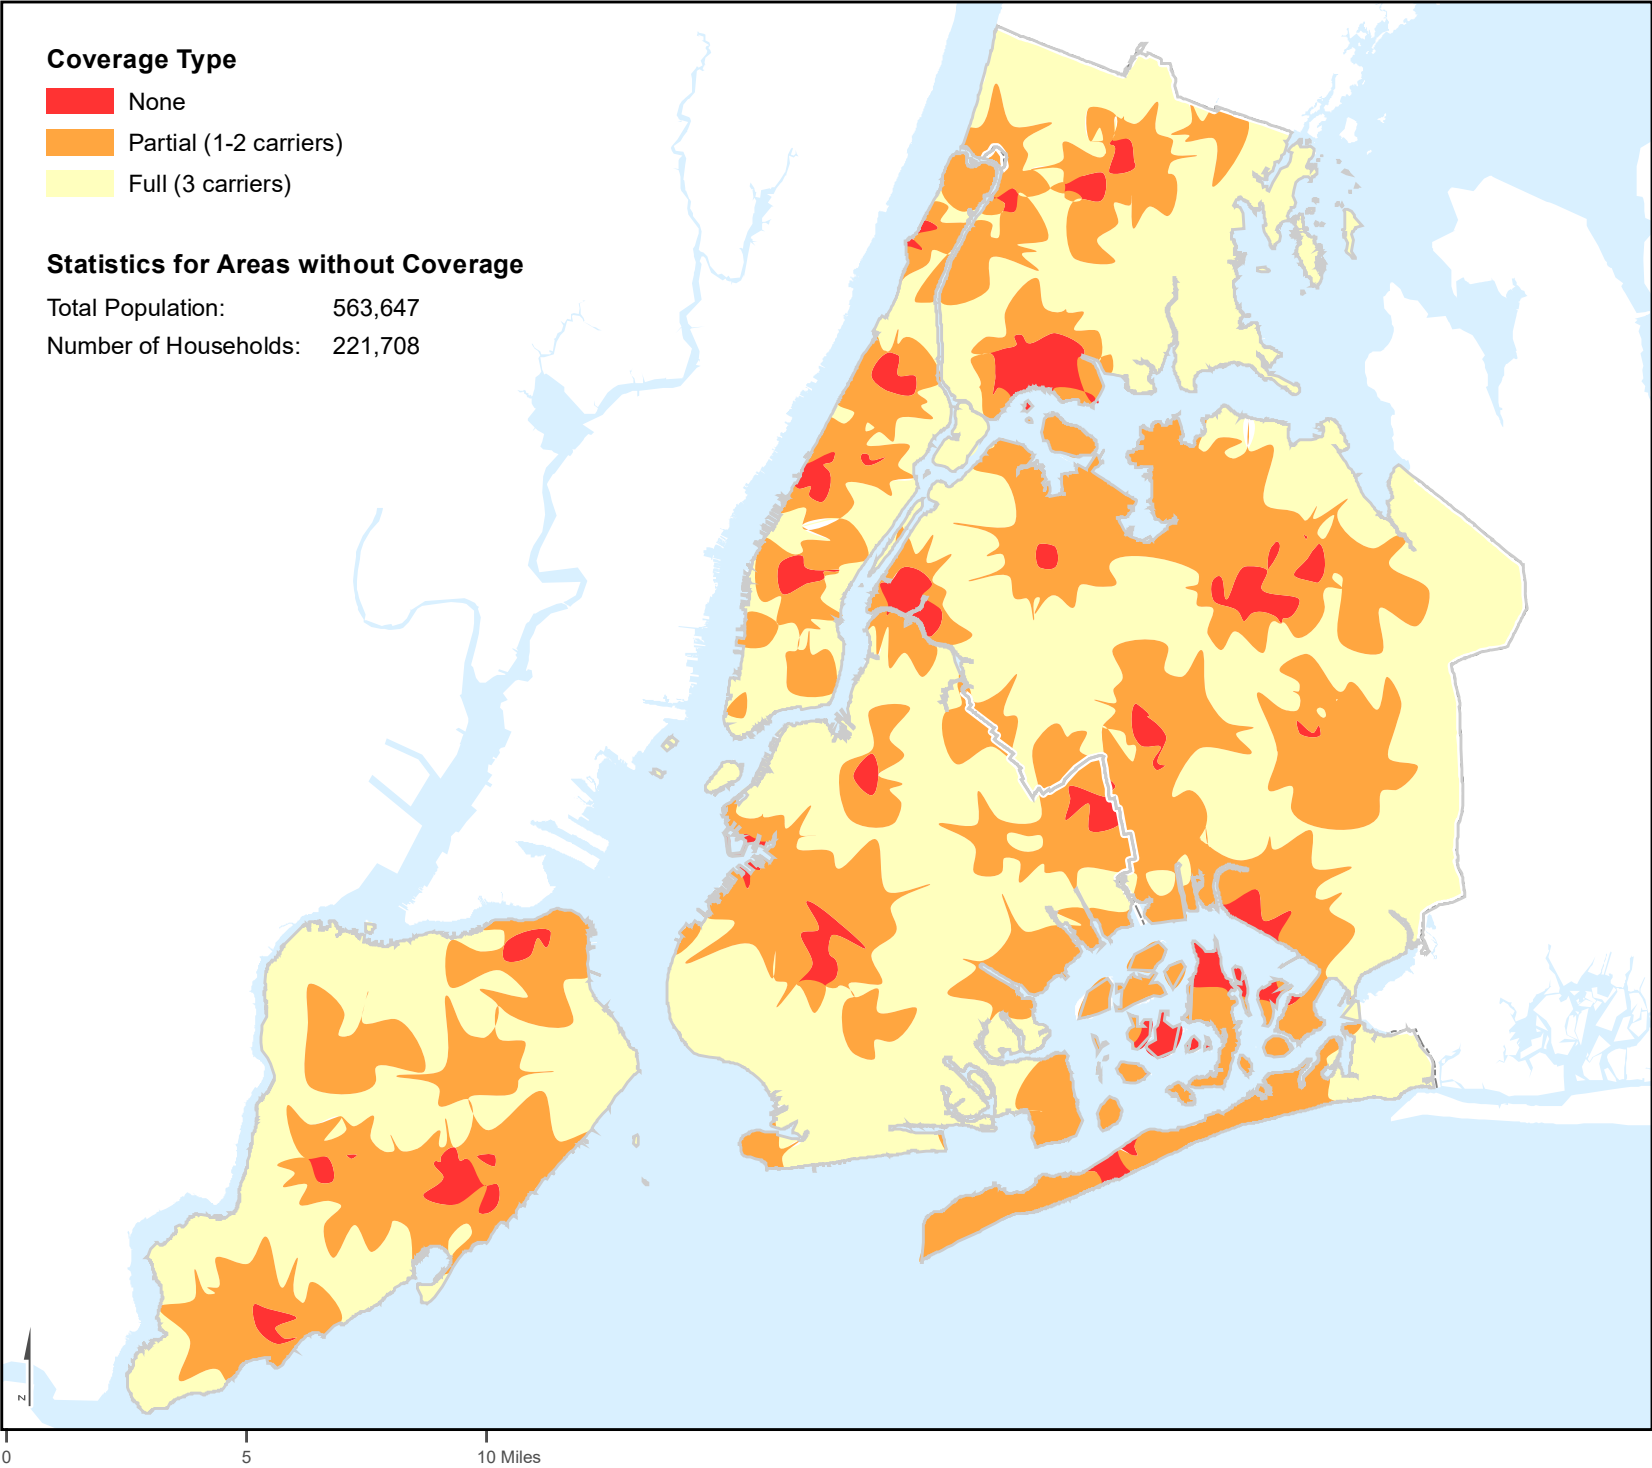 Coverage Type
None
Partial (1-2 carriers)
Full (3 carriers)
Statistics for Areas without Coverage
Total Population: 563,647
Number of Households: 221,708
N
0 5 10 Miles